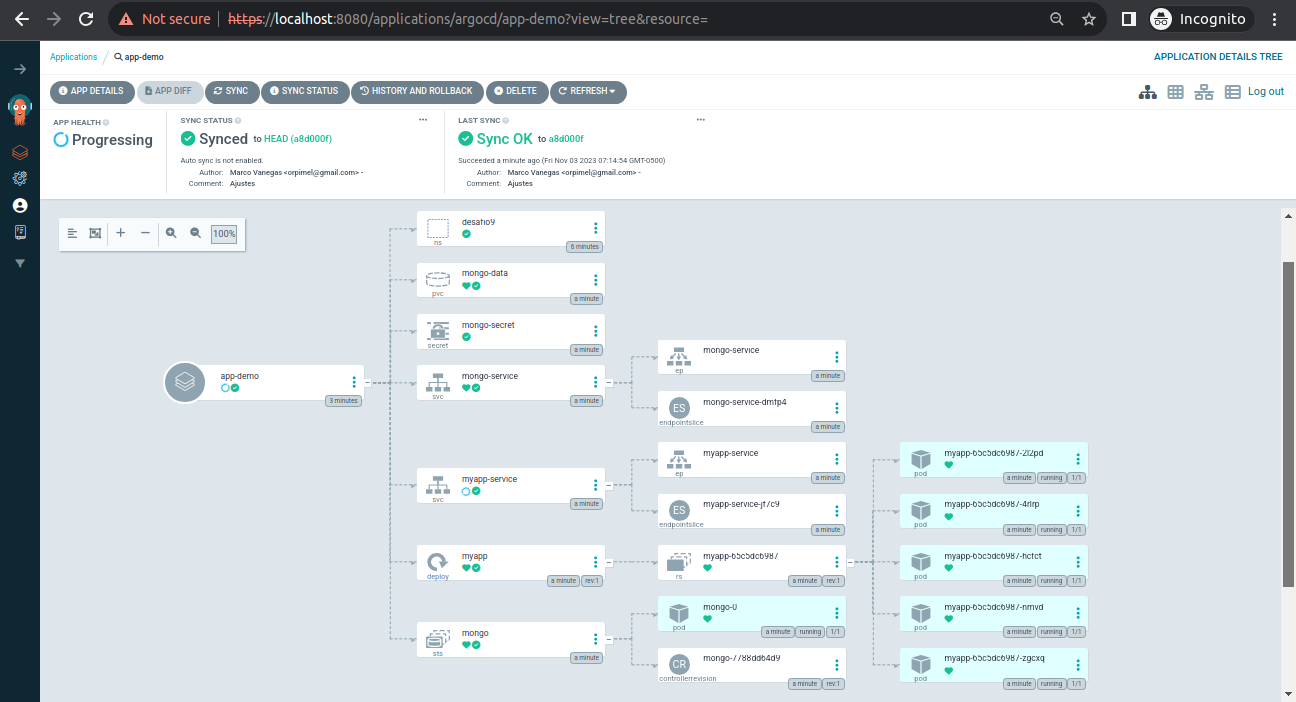 Not secure https://localhost:8080/applications/argocd/app-demo?view=tree&resource= Incognito
Applications / app-demo APPLICATION DETAILS TREE
APP DETAILS APP DIFF SYNC SYNC STATUS HISTORY AND ROLLBACK DELETE REFRESH Log out
APP HEALTH
Progressing
SYNC STATUS
Synced to HEAD (a8d000f)
Auto sync is not enabled.
Author: Marco Vanegas <orpimel@gmail.com> -
Comment: Ajustes
LAST SYNC
Sync OK to a8d000f
Succeeded a minute ago (Fri Nov 03 2023 07:14:54 GMT-0500)
Author: Marco Vanegas <orpimel@gmail.com> -
Comment: Ajustes
100%
app-demo
3 minutes
desafio9
ns
6 minutes
mongo-data
pvc
a minute
mongo-secret
secret
a minute
mongo-service
svc
a minute
mongo-service
ep
a minute
ES
mongo-service-dmfp4
endpointslice
a minute
myapp-service
svc
a minute
myapp-service
ep
a minute
ES
myapp-service-jf7c9
endpointslice
a minute
myapp
deploy
a minute rev:1
myapp-65c5dc6987
rs
a minute rev:1
myapp-65c5dc6987-2l2pd
pod
a minute running 1/1
myapp-65c5dc6987-4rlrp
pod
a minute running 1/1
myapp-65c5dc6987-hcfct
pod
a minute running 1/1
myapp-65c5dc6987-nmvd
pod
a minute running 1/1
myapp-65c5dc6987-zgcxq
pod
a minute running 1/1
mongo
sts
a minute
mongo-0
pod
a minute running 1/1
CR
mongo-7788dd64d9
controllerrevision
a minute rev:1